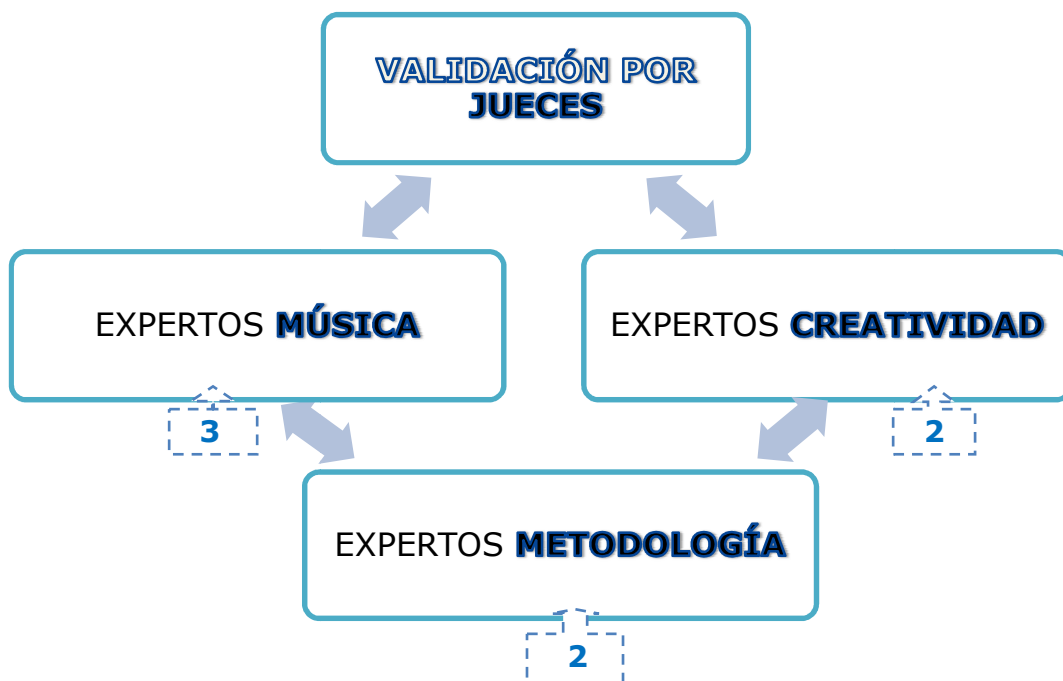 VALIDACIÓN POR
JUECES
EXPERTOS MÚSICA
EXPERTOS CREATIVIDAD
3
2
EXPERTOS METODOLOGÍA
2